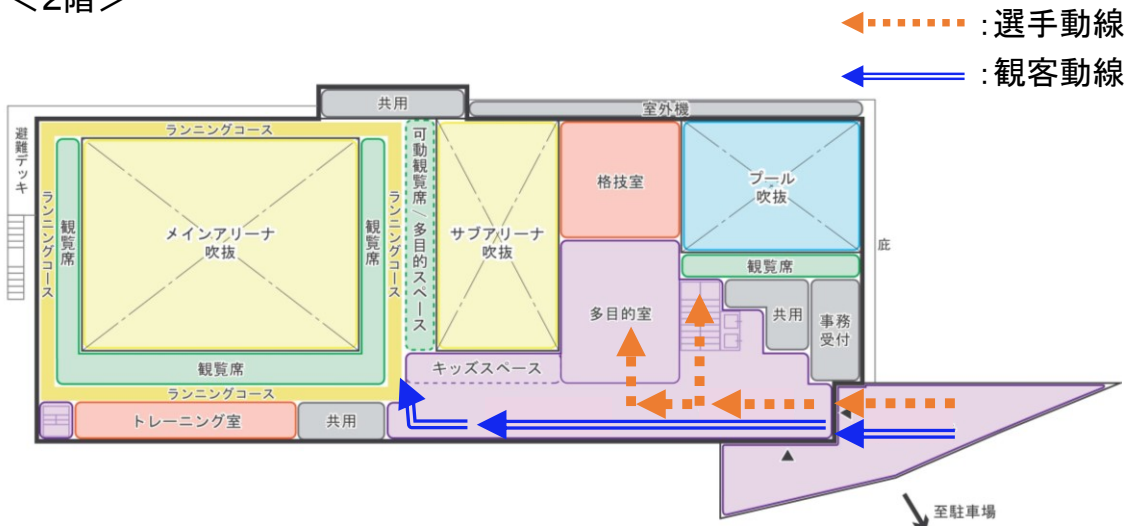 ＜2階＞
：選手動線
：観客動線
共用
室外機
避難デッキ
ランニングコース
ランニングコース
観覧席
メインアリーナ
吹抜
観覧席
ランニングコース
可動観覧席／多目的スペース
サブアリーナ
吹抜
格技室
プール
吹抜
庇
観覧席
多目的室
共用
事務
受付
キッズスペース
観覧席
ランニングコース
トレーニング室
共用
至駐車場